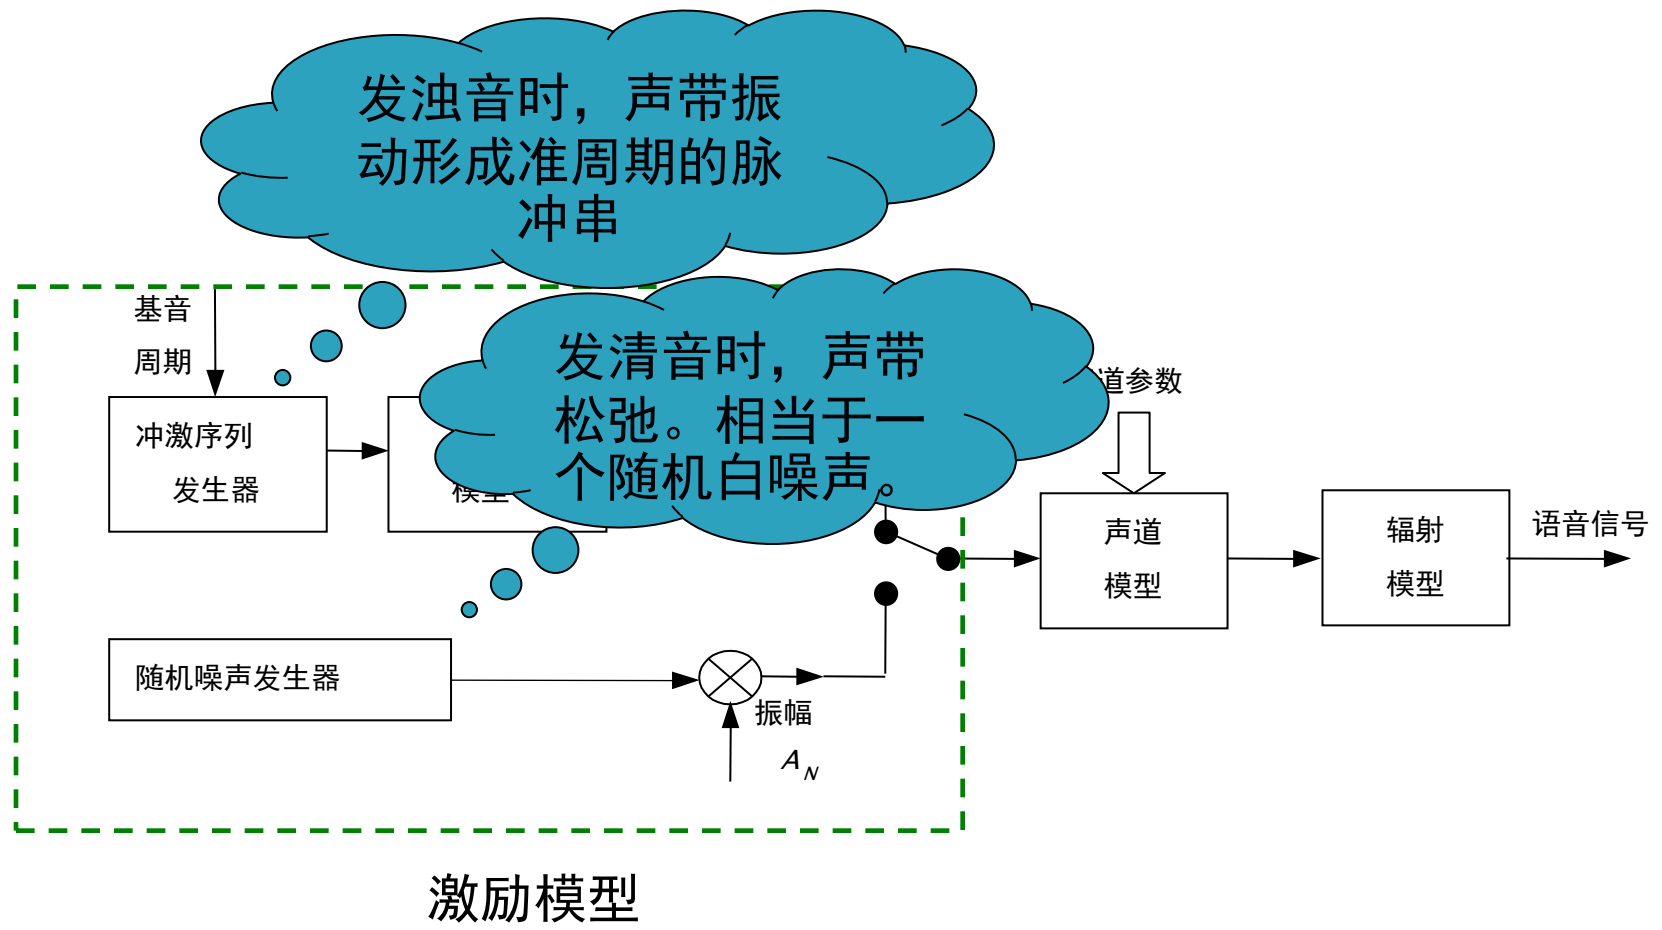 发浊音时，声带振
动形成准周期的脉
冲串
基音
周期
发清音时，声带
松弛。相当于一
个随机白噪声。
道参数
冲激序列
发生器
模型
声道
模型
辐射
模型
语音信号
随机噪声发生器
振幅
A_N
激励模型